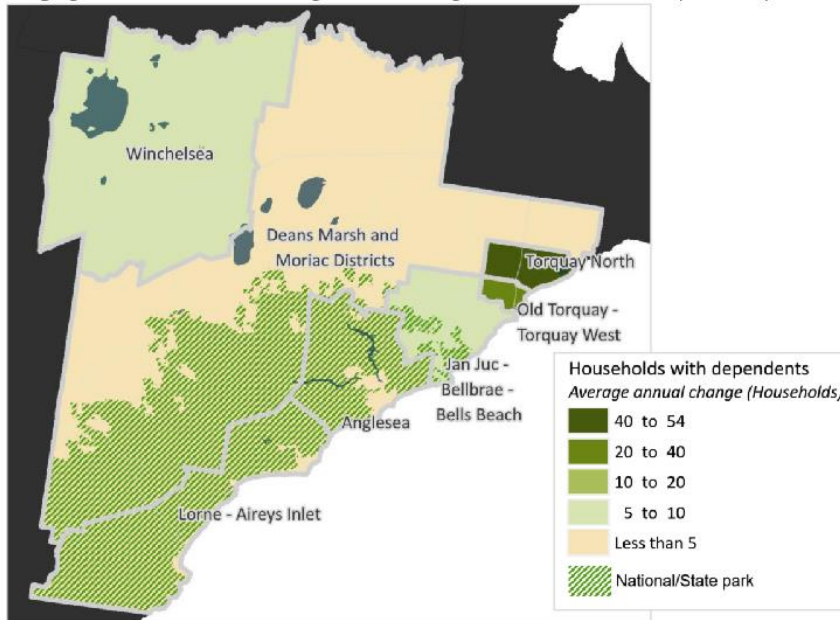 Winchelsea
Deans Marsh and
Moriac Districts
Torquay North
Old Torquay -
Torquay West
Jan Juc -
Bellbrae -
Bells Beach
Anglesea
Lorne - Aireys Inlet
Households with dependents
Average annual change (Households)
40 to 54
20 to 40
10 to 20
5 to 10
Less than 5
National/State park